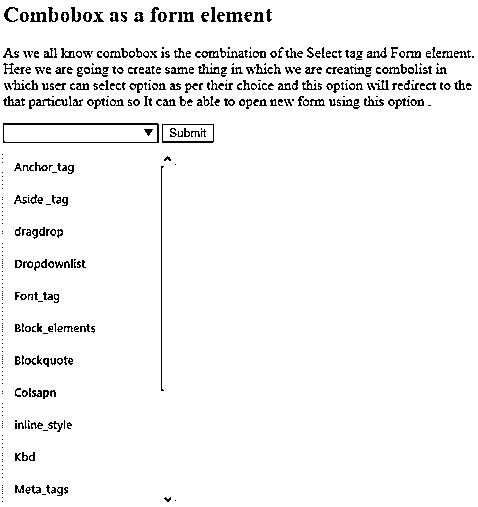 Combobox as a form element
As we all know combobox is the combination of the Select tag and Form element.
Here we are going to create same thing in which we are creating combolist in
which user can select option as per their choice and this option will redirect to the
that particular option so It can be able to open new form using this option .
Submit
Anchor_tag
Aside _tag
dragdrop
Dropdownlist
Font_tag
Block_elements
Blockquote
Colsapn
inline_style
Kbd
Meta_tags